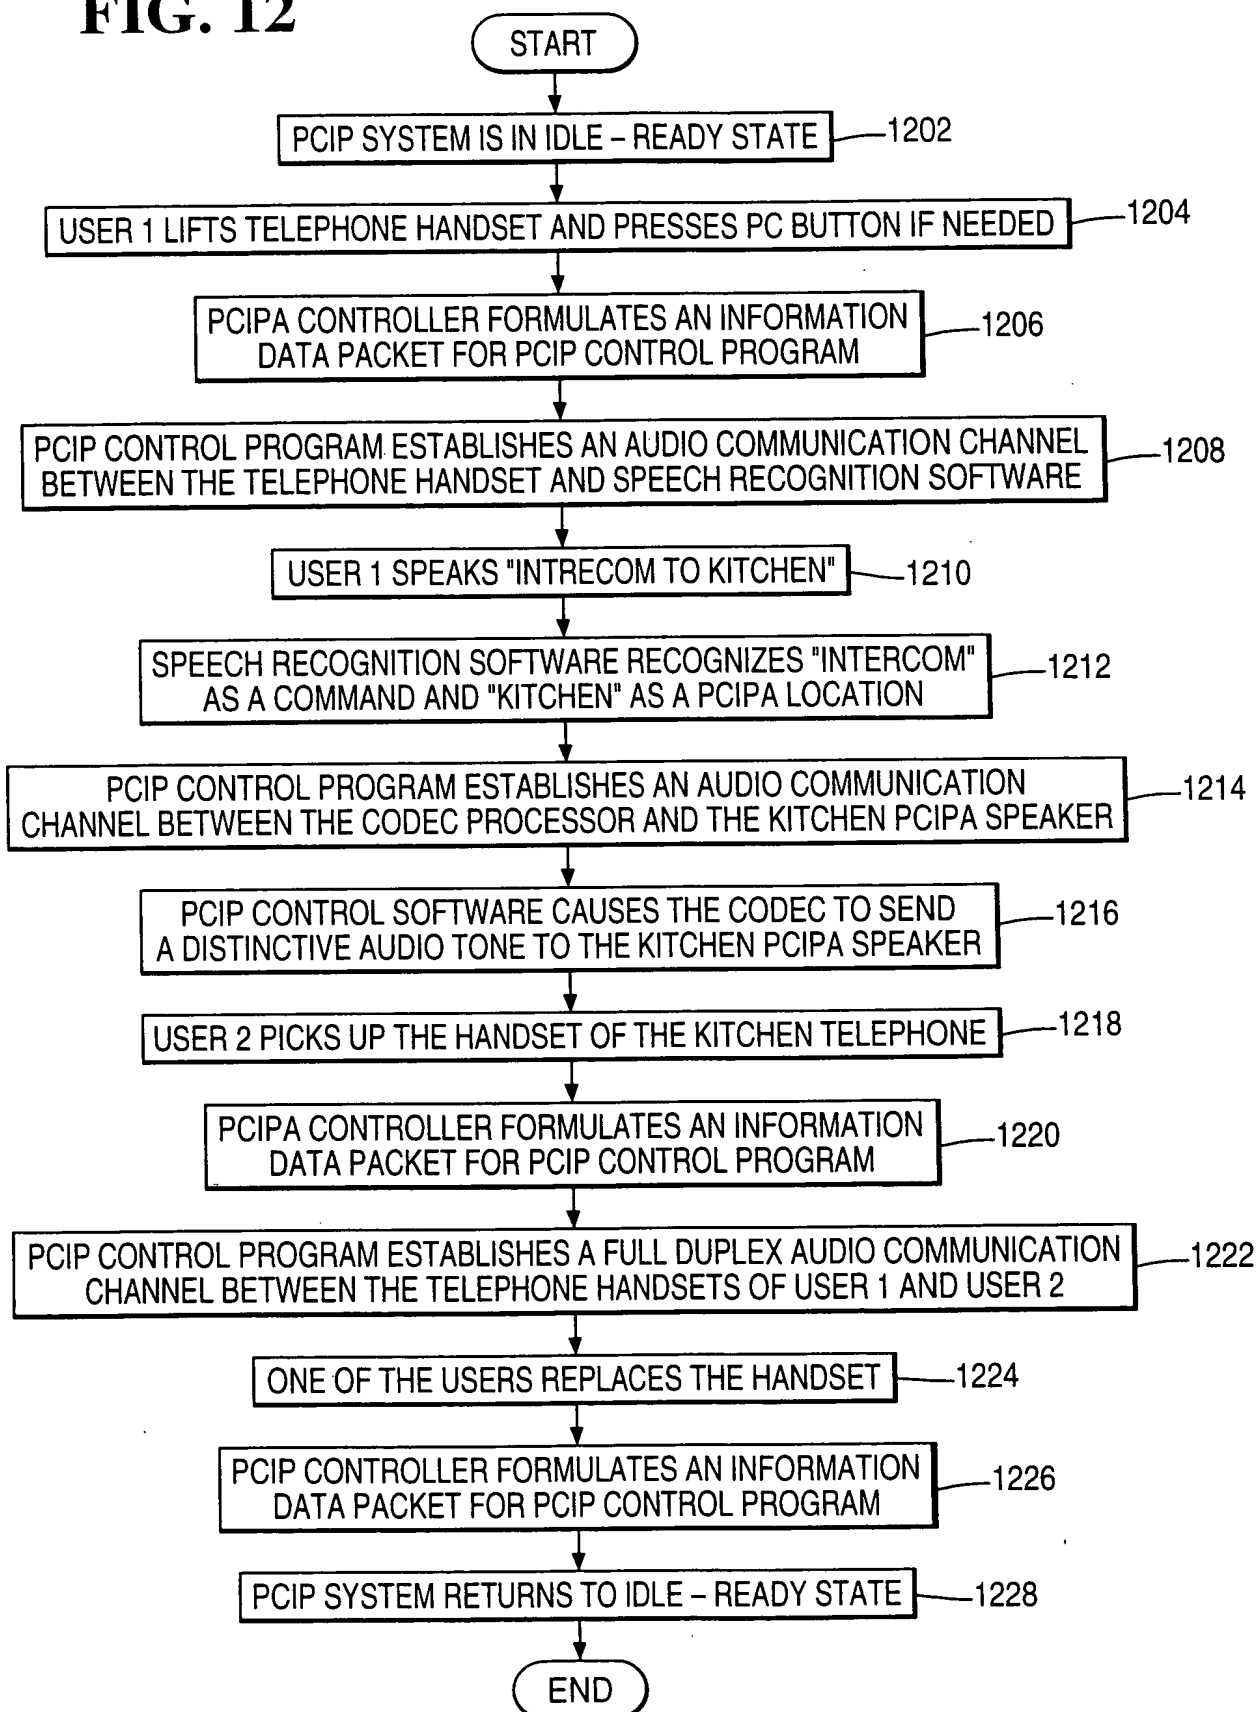 FIG. 12
START
PCIP SYSTEM IS IN IDLE – READY STATE
1202
USER 1 LIFTS TELEPHONE HANDSET AND PRESSES PC BUTTON IF NEEDED
1204
PCIPA CONTROLLER FORMULATES AN INFORMATION
DATA PACKET FOR PCIP CONTROL PROGRAM
1206
PCIP CONTROL PROGRAM ESTABLISHES AN AUDIO COMMUNICATION CHANNEL
BETWEEN THE TELEPHONE HANDSET AND SPEECH RECOGNITION SOFTWARE
1208
USER 1 SPEAKS "INTRECOM TO KITCHEN"
1210
SPEECH RECOGNITION SOFTWARE RECOGNIZES "INTERCOM"
AS A COMMAND AND "KITCHEN" AS A PCIPA LOCATION
1212
PCIP CONTROL PROGRAM ESTABLISHES AN AUDIO COMMUNICATION
CHANNEL BETWEEN THE CODEC PROCESSOR AND THE KITCHEN PCIPA SPEAKER
1214
PCIP CONTROL SOFTWARE CAUSES THE CODEC TO SEND
A DISTINCTIVE AUDIO TONE TO THE KITCHEN PCIPA SPEAKER
1216
USER 2 PICKS UP THE HANDSET OF THE KITCHEN TELEPHONE
1218
PCIPA CONTROLLER FORMULATES AN INFORMATION
DATA PACKET FOR PCIP CONTROL PROGRAM
1220
PCIP CONTROL PROGRAM ESTABLISHES A FULL DUPLEX AUDIO COMMUNICATION
CHANNEL BETWEEN THE TELEPHONE HANDSETS OF USER 1 AND USER 2
1222
ONE OF THE USERS REPLACES THE HANDSET
1224
PCIP CONTROLLER FORMULATES AN INFORMATION
DATA PACKET FOR PCIP CONTROL PROGRAM
1226
PCIP SYSTEM RETURNS TO IDLE – READY STATE
1228
END